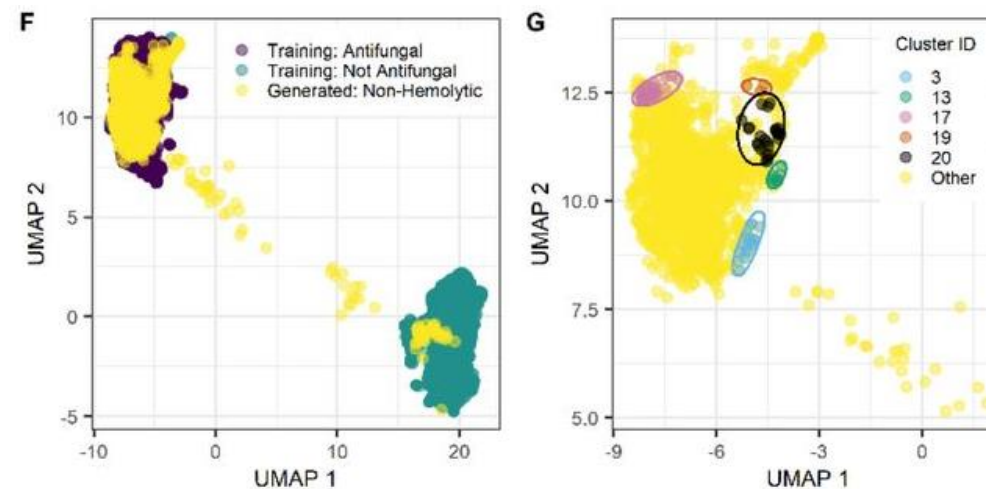 F
Training: Antifungal
Training: Not Antifungal
Generated: Non-Hemolytic
10
5
0
-5
UMAP 2
-10
0
10
20
UMAP 1
G
Cluster ID
3
13
17
19
20
Other
12.5
10.0
7.5
5.0
UMAP 2
-9
-6
-3
0
UMAP 1